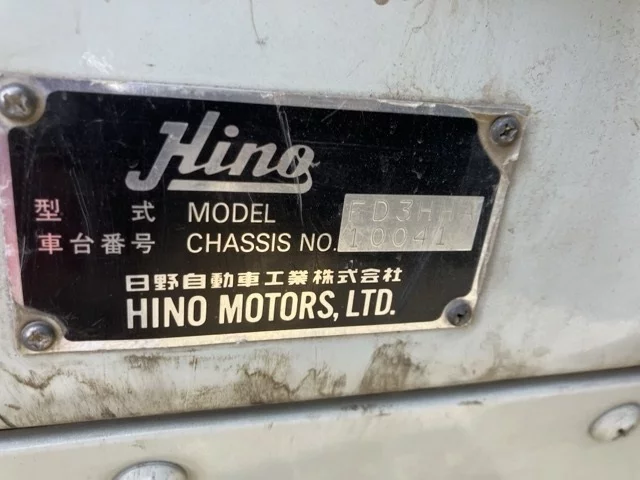 Hino
型 式 MODEL FD3HHA
車台番号 CHASSIS NO. 10041
日野自動車工業株式会社
HINO MOTORS, LTD.